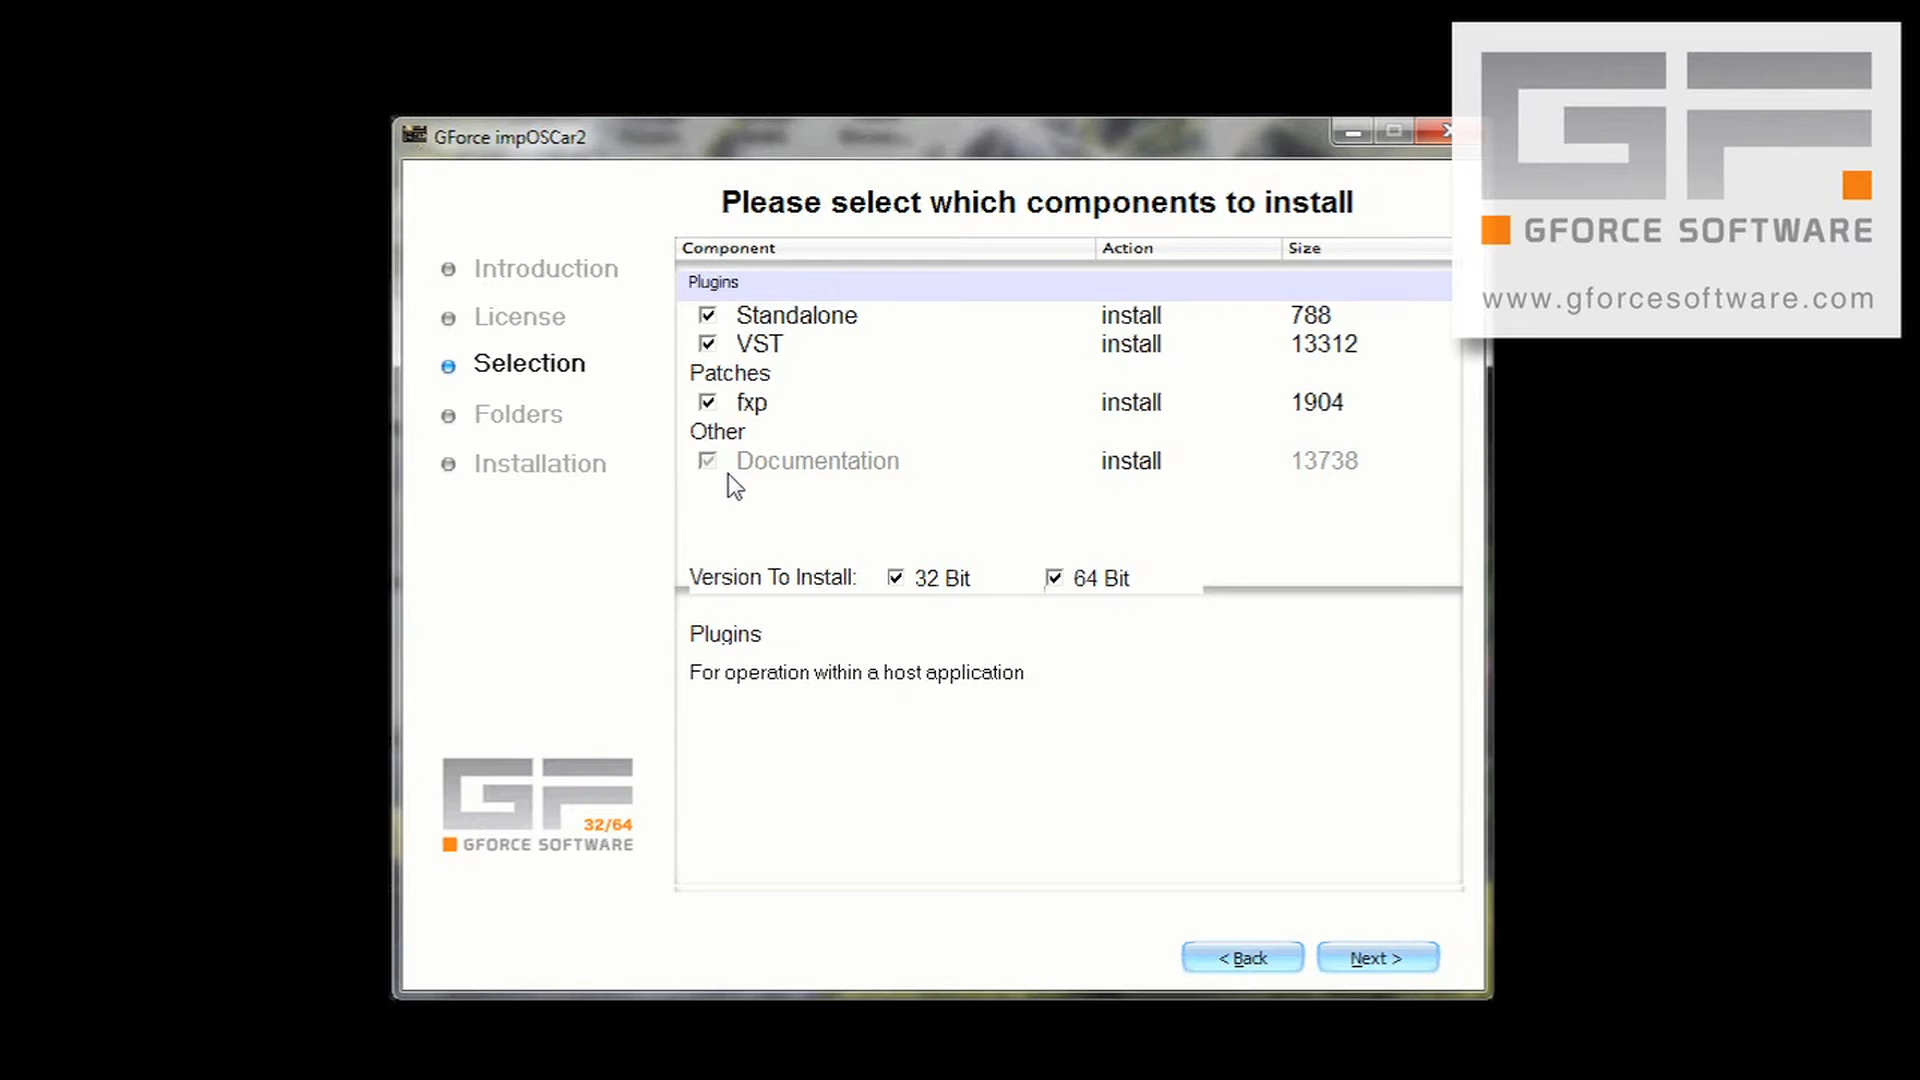 GForce impOSCar2
GFORCE SOFTWARE
www.gforcesoftware.com
Please select which components to install
Introduction
License
Selection
Folders
Installation
Component Action Size
Plugins
Standalone install 788
VST install 13312
Patches
fxp install 1904
Other
Documentation install 13738
Version To Install: 32 Bit 64 Bit
Plugins
For operation within a host application
GF
32/64
GFORCE SOFTWARE
< Back Next >